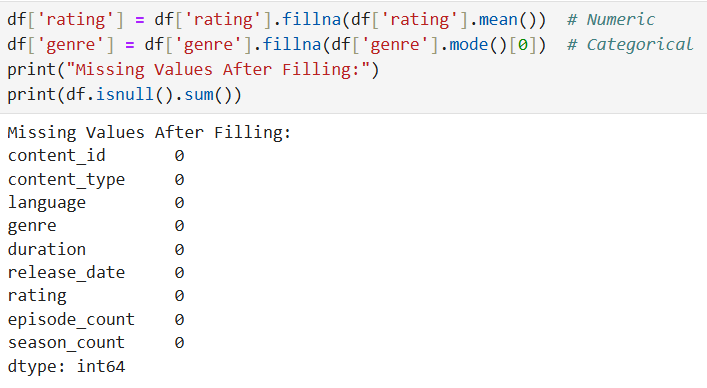 df['rating'] = df['rating'].fillna(df['rating'].mean())  # Numeric
df['genre'] = df['genre'].fillna(df['genre'].mode()[0])  # Categorical
print("Missing Values After Filling:")
print(df.isnull().sum())
Missing Values After Filling:
content_id      0
content_type    0
language        0
genre           0
duration        0
release_date    0
rating          0
episode_count   0
season_count    0
dtype: int64